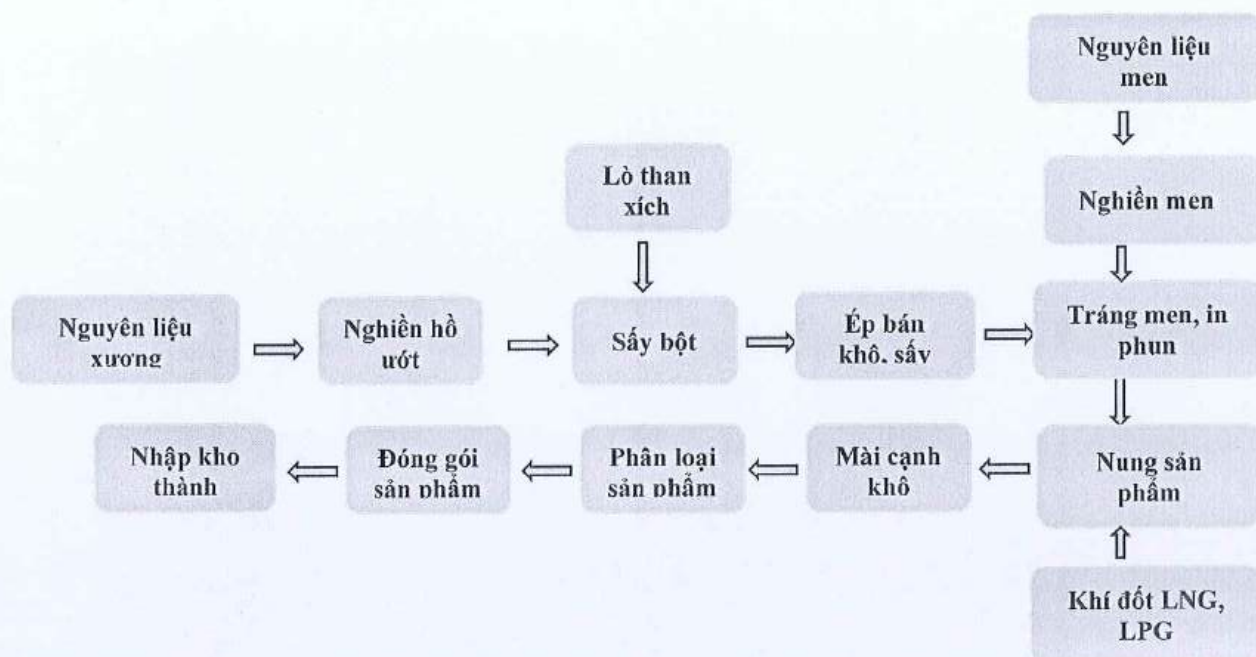 Nguyên liệu
men
Lò than
xích
Nghiền men
Nguyên liệu
xương
Nghiền hồ
ướt
Sấy bột
Ép bán
khô, sấy
Tráng men, in
phun
Nhập kho
thành
Đóng gói
sản phẩm
Phân loại
sản phẩm
Mài cạnh
khô
Nung sản
phẩm
Khí đốt LNG,
LPG